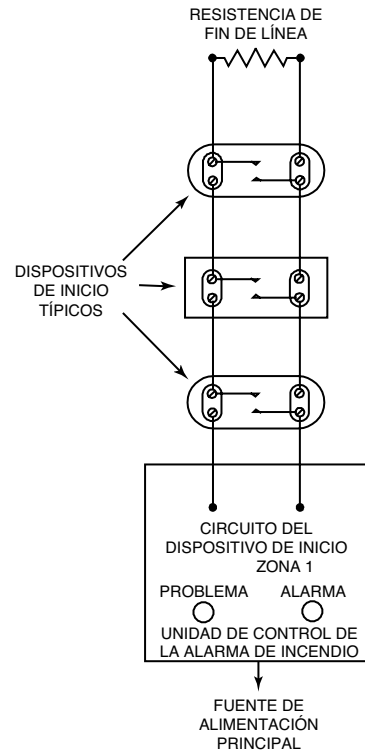 RESISTENCIA DE
FIN DE LÍNEA
DISPOSITIVOS
DE INICIO
TÍPICOS
CIRCUITO DEL
DISPOSITIVO DE INICIO
ZONA 1
PROBLEMA ALARMA
UNIDAD DE CONTROL DE
LA ALARMA DE INCENDIO
FUENTE DE
ALIMENTACIÓN
PRINCIPAL